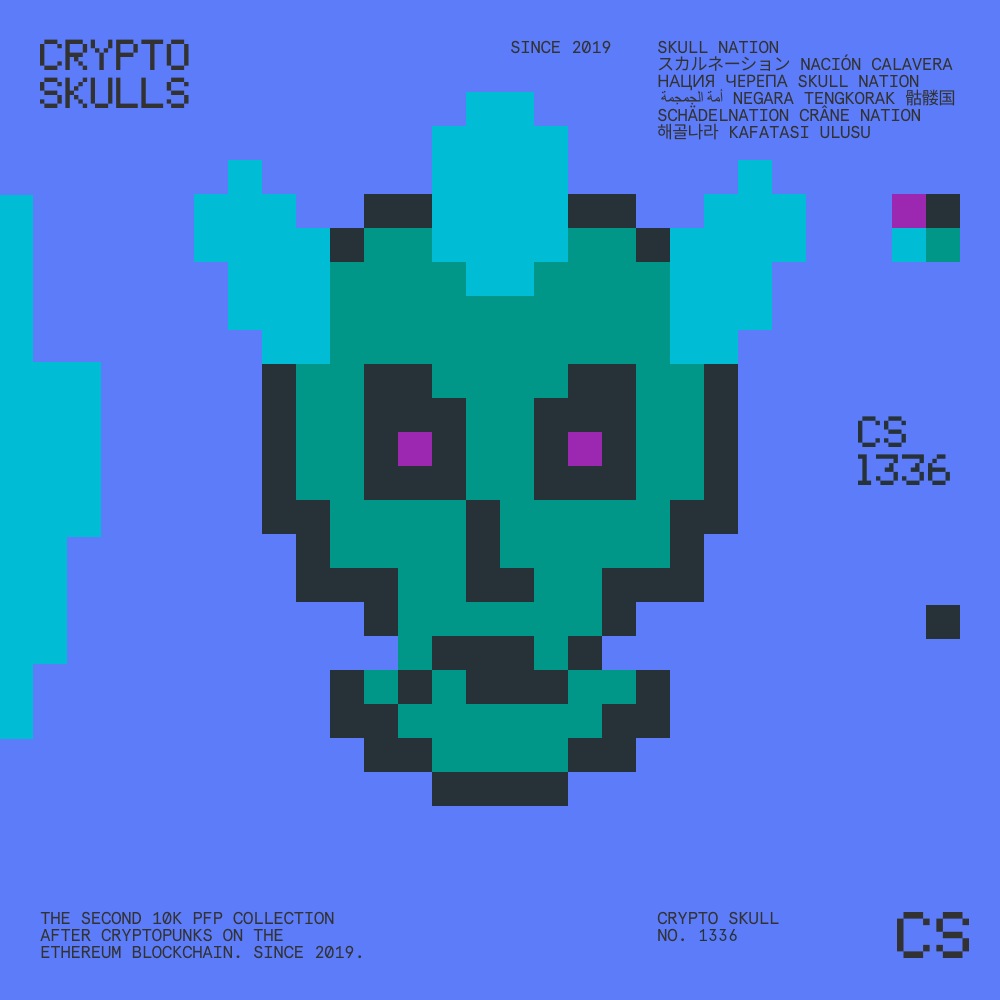 CRYPTO
SKULLS
SINCE 2019
SKULL NATION
スカルネーション NACIÓN CALAVERA
НАЦИЯ ЧЕРЕПА SKULL NATION
أمة الجمجمة NEGARA TENGKORAK 骷髅国
SCHÄDELNATION CRÂNE NATION
해골나라 KAFATASI ULUSU
CS
1336
THE SECOND 10K PFP COLLECTION
AFTER CRYPTOPUNKS ON THE
ETHEREUM BLOCKCHAIN. SINCE 2019.
CRYPTO SKULL
NO. 1336
CS